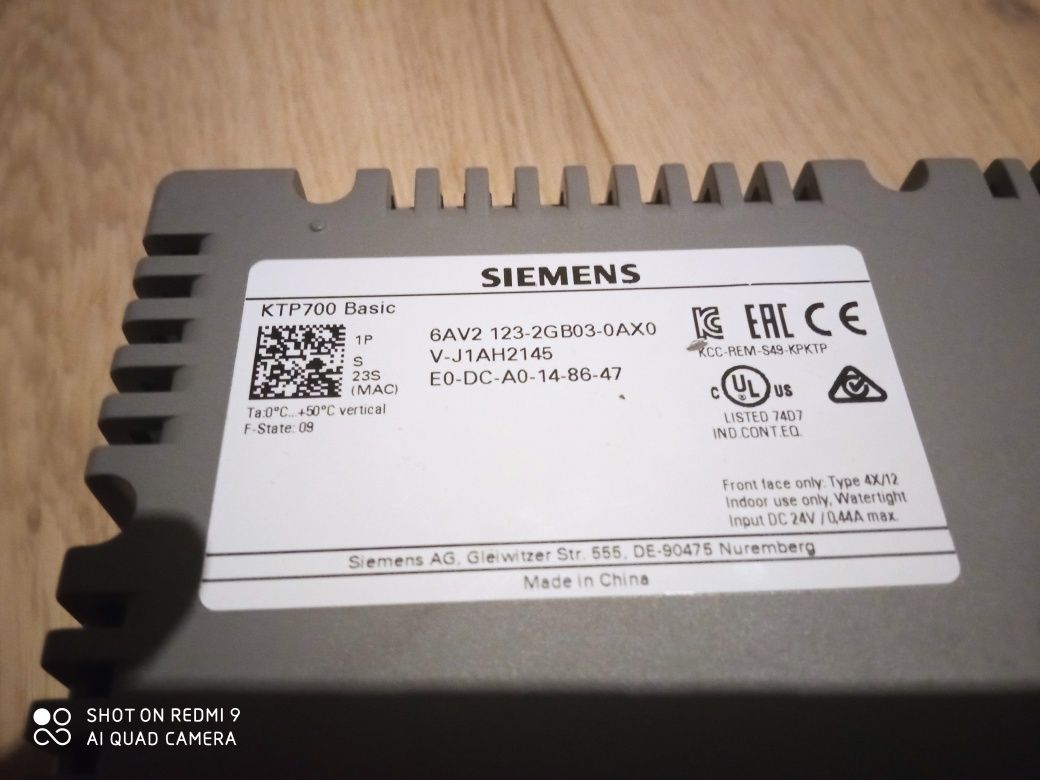 SIEMENS
KTP700 Basic
1P 6AV2 123-2GB03-0AX0
S V-J1AH2145
23S E0-DC-A0-14-86-47
(MAC)
Ta:0°C...+50°C vertical
F-State: 09
EAC CE
KCC-REM-S49-KPKTP
C UL US
LISTED 74D7
IND.CONT.EQ.
Front face only: Type 4X/12
Indoor use only, Watertight
Input DC 24V / 0,44A max.
Siemens AG, Gleiwitzer Str. 555, DE-90475 Nuremberg
Made in China
SHOT ON REDMI 9
AI QUAD CAMERA